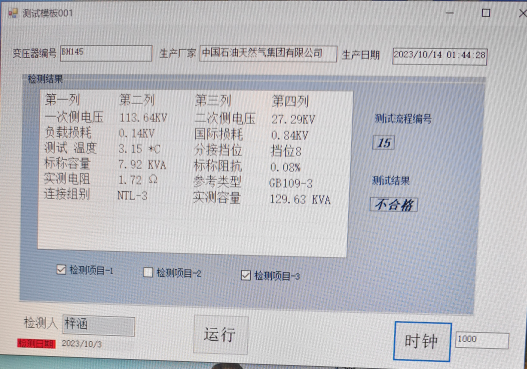 测试模板001
变压器编号 BH145 生产厂家 中国石油天然气集团有限公司 生产日期 2023/10/14 01:44:28
检测结果
第一列 第二列 第三列 第四列
一次侧电压 113.64KV 二次侧电压 27.29KV
负载损耗 0.14KV 国际损耗 0.84KV
测试 温度 3.15 *C 分接挡位 挡位8
标称容量 7.92 KVA 标称阻抗 0.08%
实测电阻 1.72 Ω 参考类型 GB109-3
连接组别 NTL-3 实测容量 129.63 KVA
测试流程编号
15
测试结果
不合格
检测项目-1 检测项目-2 检测项目-3
检测人 梓涵 运行 时钟 1000
检测日期 2023/10/3